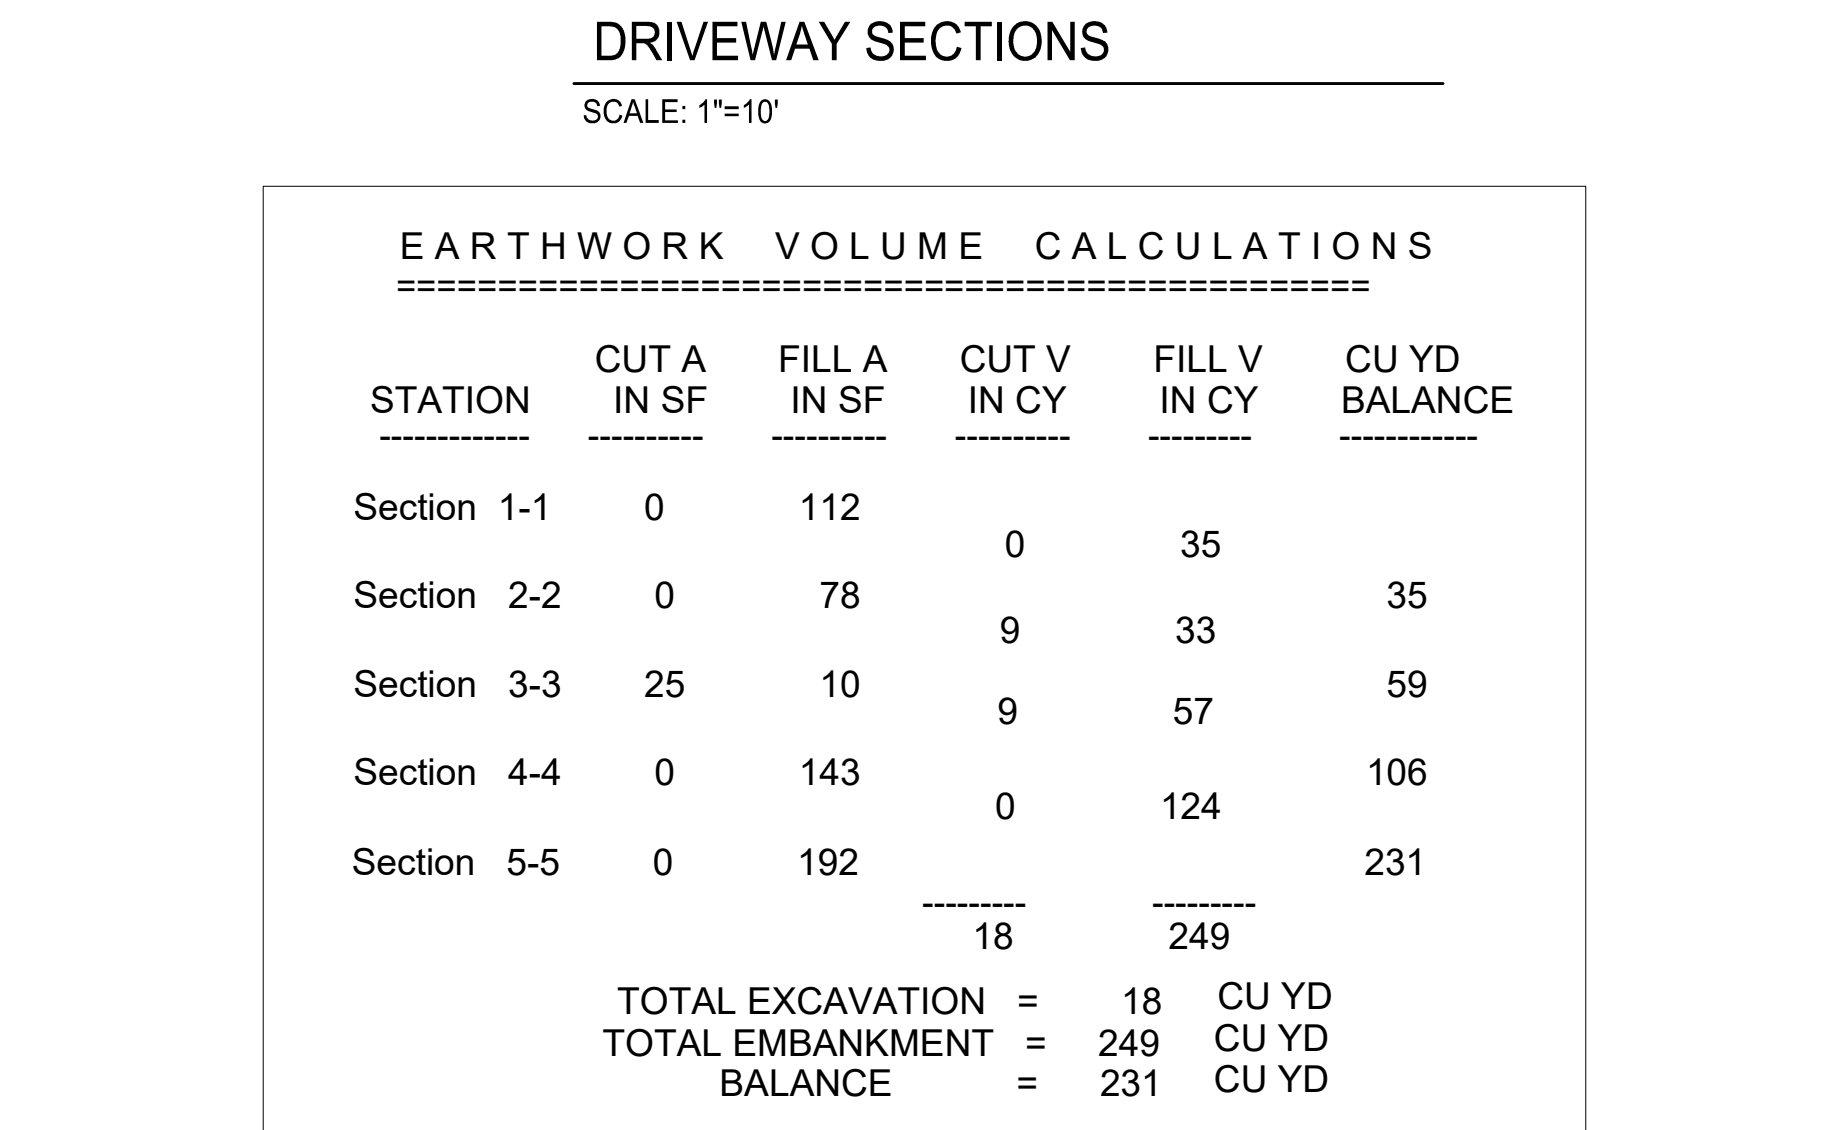 DRIVEWAY SECTIONS
SCALE: 1"=10'
EARTHWORK VOLUME CALCULATIONS
================================================
CUT A FILL A CUT V FILL V CU YD
STATION IN SF IN SF IN CY IN CY BALANCE
------------- ---------- ---------- ---------- --------- ------------
Section 1-1 0 112
0 35
Section 2-2 0 78 35
9 33
Section 3-3 25 10 59
9 57
Section 4-4 0 143 106
0 124
Section 5-5 0 192 231
--------- ---------
18 249
TOTAL EXCAVATION = 18 CU YD
TOTAL EMBANKMENT = 249 CU YD
BALANCE = 231 CU YD